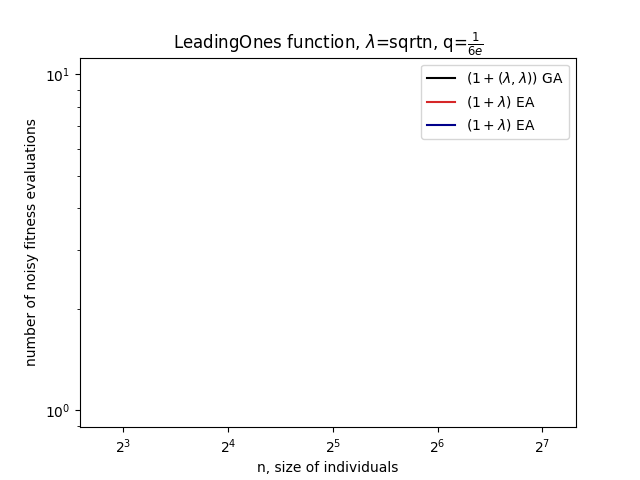 LeadingOnes function, λ=sqrtn, q=1/6e
10¹
(1 + (λ, λ)) GA
(1 + λ) EA
(1 + λ) EA
number of noisy fitness evaluations
10⁰
2³ 2⁴ 2⁵ 2⁶ 2⁷
n, size of individuals